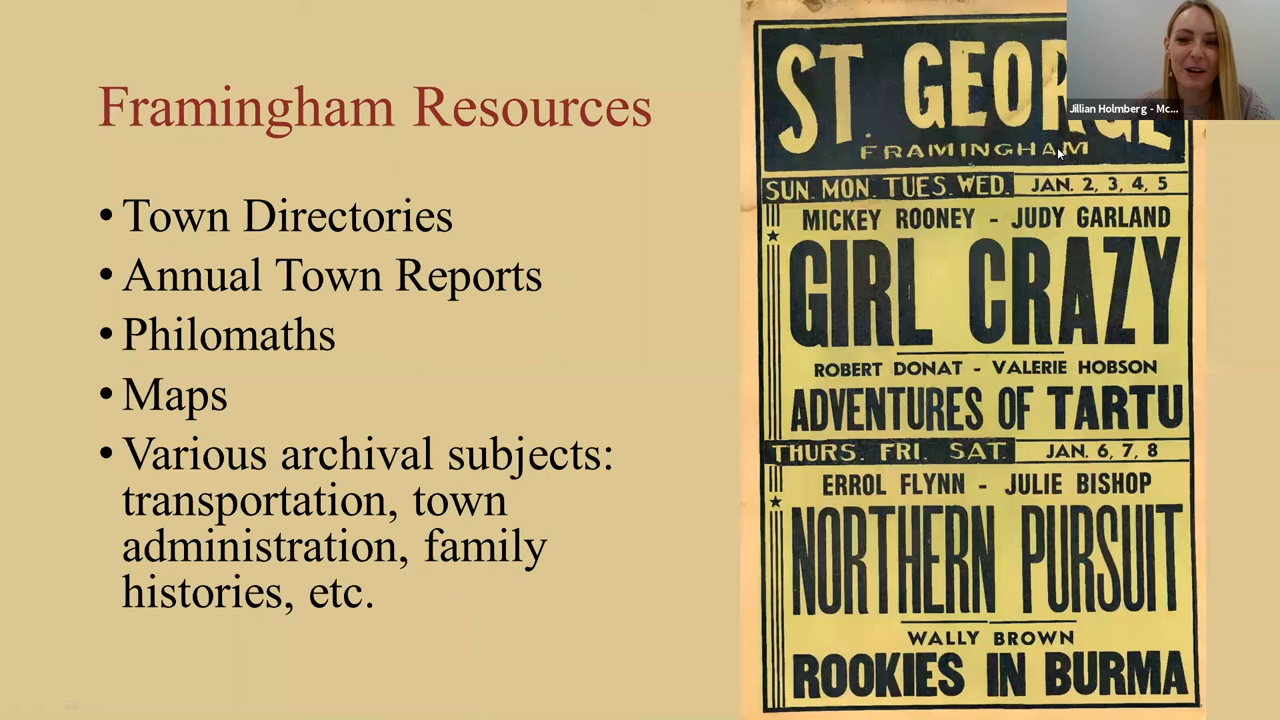 Framingham Resources
• Town Directories
• Annual Town Reports
• Philomaths
• Maps
• Various archival subjects:
transportation, town
administration, family
histories, etc.
ST. GEORGE
FRAMINGHAM
SUN. MON. TUES. WED. JAN. 2, 3, 4, 5
MICKEY ROONEY - JUDY GARLAND
GIRL CRAZY
ROBERT DONAT - VALERIE HOBSON
ADVENTURES OF TARTU
THURS. FRI. SAT. JAN. 6, 7, 8
ERROL FLYNN - JULIE BISHOP
NORTHERN PURSUIT
WALLY BROWN
ROOKIES IN BURMA
Jillian Holmberg - Mc...